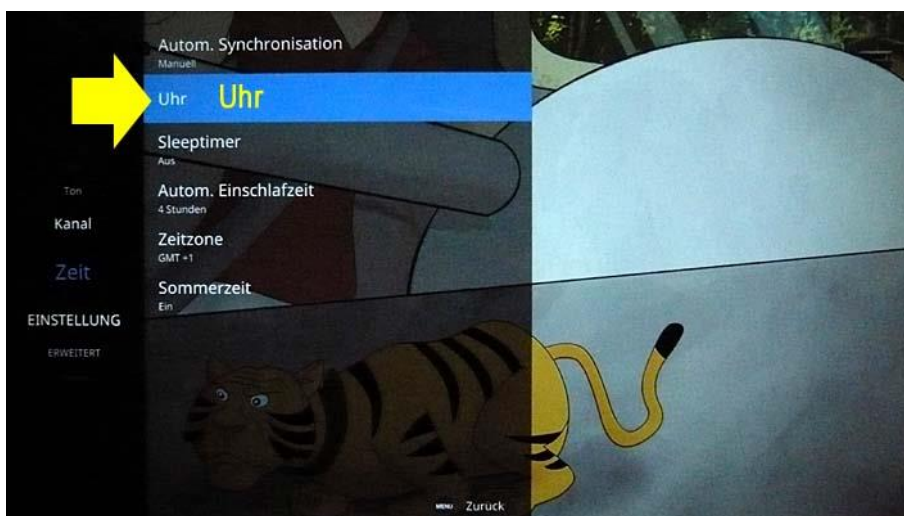 Autom. Synchronisation
Manuell
Uhr Uhr
Sleeptimer
Aus
Autom. Einschlafzeit
4 Stunden
Zeitzone
GMT +1
Sommerzeit
Ein
Ton
Kanal
Zeit
EINSTELLUNG
ERWEITERT
MENU Zurück